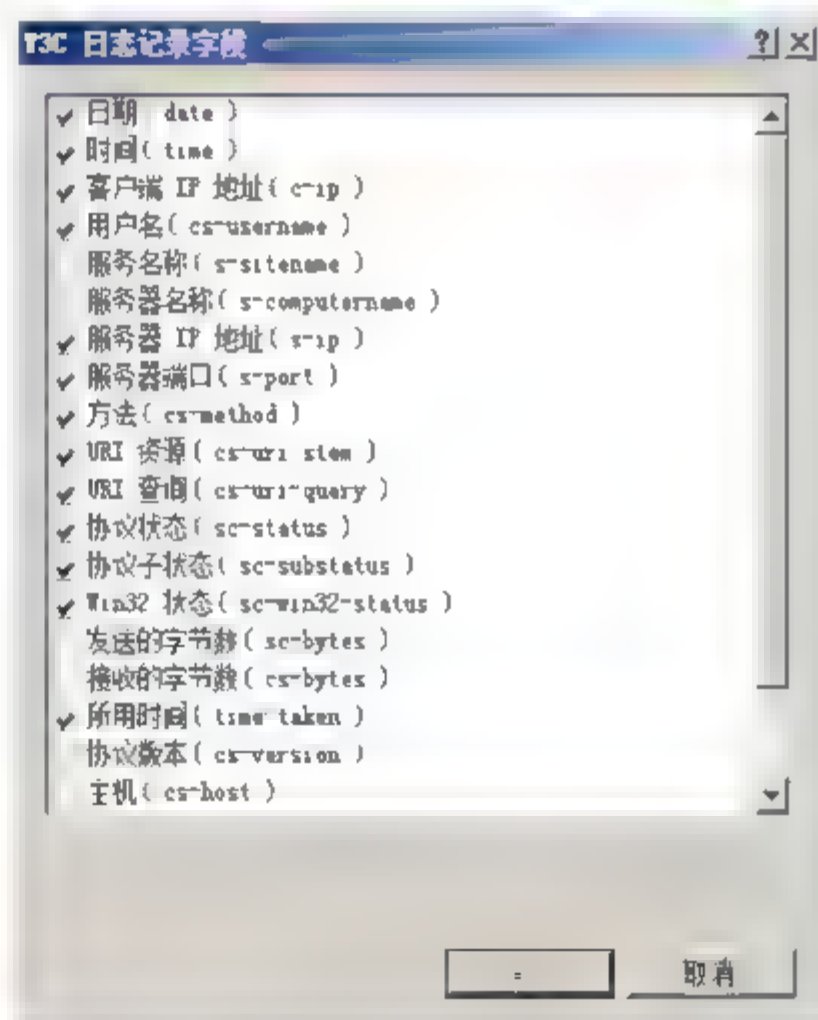 W3C 日志记录字段
日期 date )
时间( time )
客户端 IP 地址( c-ip )
用户名( cs-username )
服务名称( s-sitename )
服务器名称( s-computername )
服务器 IP 地址( s-ip )
服务器端口( s-port )
方法( cs-method )
URI 资源( cs-uri-stem )
URI 查询( cs-uri-query )
协议状态( sc-status )
协议子状态( sc-substatus )
Win32 状态( sc-win32-status )
发送的字节数( sc-bytes )
接收的字节数( cs-bytes )
所用时间( time-taken )
协议版本( cs-version )
主机( cs-host )
取消